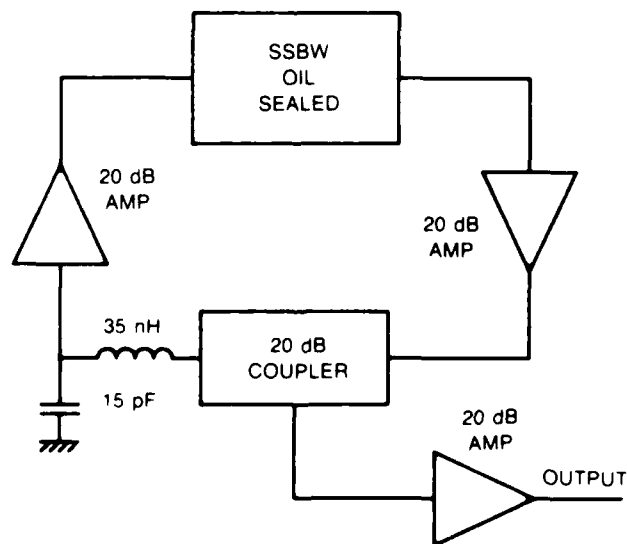 SSBW
OIL
SEALED
20 dB
AMP
20 dB
AMP
35 nH
20 dB
COUPLER
15 pF
20 dB
AMP
OUTPUT